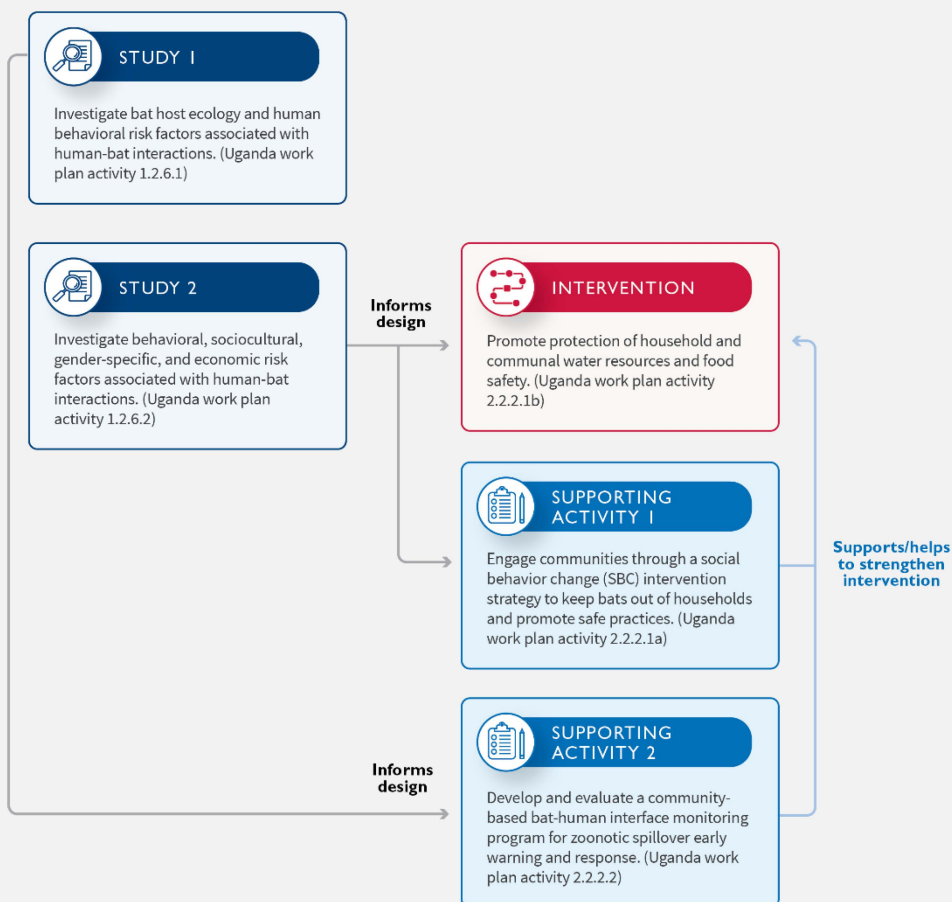 STUDY 1
Investigate bat host ecology and human
behavioral risk factors associated with
human-bat interactions. (Uganda work
plan activity 1.2.6.1)
STUDY 2
Investigate behavioral, sociocultural,
gender-specific, and economic risk
factors associated with human-bat
interactions. (Uganda work plan
activity 1.2.6.2)
Informs
design
INTERVENTION
Promote protection of household and
communal water resources and food
safety. (Uganda work plan activity
2.2.2.1b)
SUPPORTING
ACTIVITY 1
Engage communities through a social
behavior change (SBC) intervention
strategy to keep bats out of households
and promote safe practices. (Uganda
work plan activity 2.2.2.1a)
Supports/helps
to strengthen
intervention
Informs
design
SUPPORTING
ACTIVITY 2
Develop and evaluate a community-
based bat-human interface monitoring
program for zoonotic spillover early
warning and response. (Uganda work
plan activity 2.2.2.2)